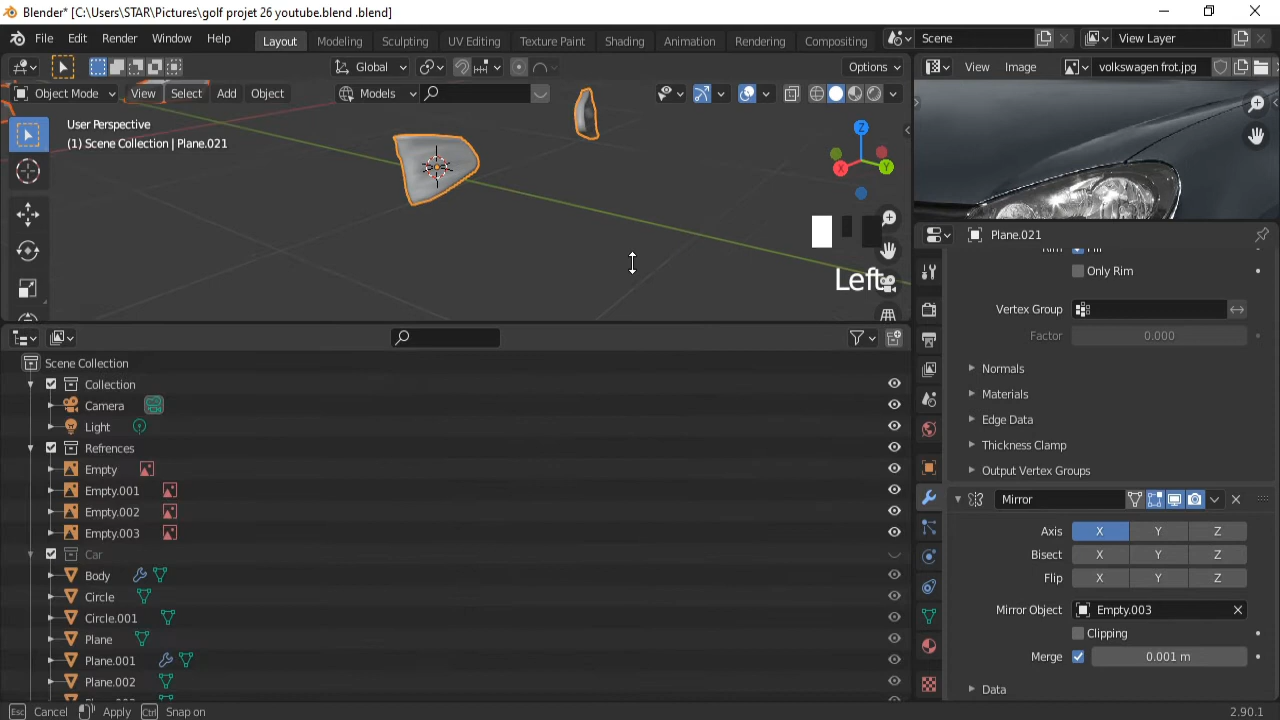 Blender* [C:\Users\STAR\Pictures\golf projet 26 youtube.blend .blend]
File Edit Render Window Help Layout Modeling Sculpting UV Editing Texture Paint Shading Animation Rendering Compositing Scene View Layer
Global Options View Image volkswagen frot.jpg
Object Mode View Select Add Object Models
User Perspective
(1) Scene Collection | Plane.021
Z
X Y
Plane.021
Left
Only Rim
Vertex Group
Factor 0.000
Normals
Materials
Edge Data
Thickness Clamp
Output Vertex Groups
Mirror
Axis X Y Z
Bisect X Y Z
Flip X Y Z
Mirror Object Empty.003
Clipping
Merge 0.001 m
Data
Scene Collection
Collection
Camera
Light
Refrences
Empty
Empty.001
Empty.002
Empty.003
Car
Body
Circle
Circle.001
Plane
Plane.001
Plane.002
Esc Cancel Apply Ctrl Snap on 2.90.1